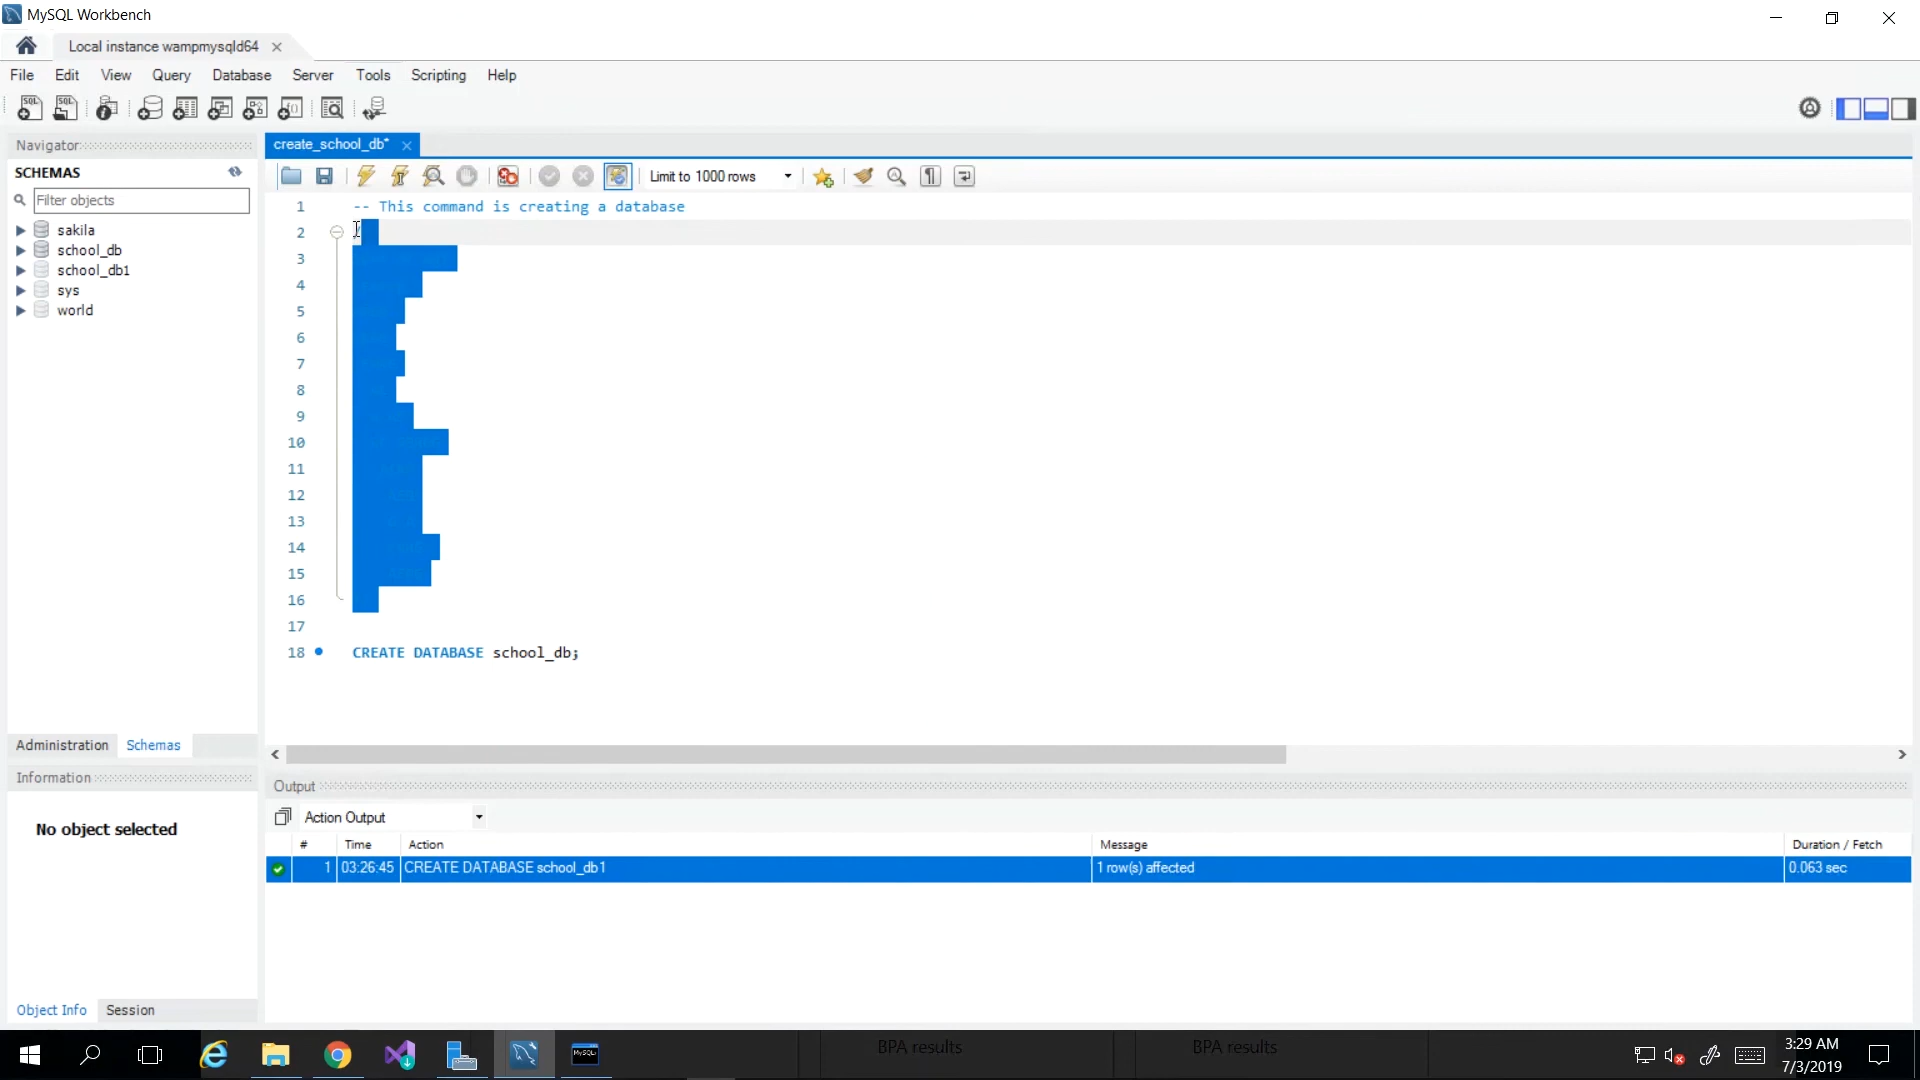 MySQL Workbench
Local instance wampmysqld64
File Edit View Query Database Server Tools Scripting Help
Navigator
create_school_db*
SCHEMAS
Limit to 1000 rows
Filter objects
sakila
school_db
school_db1
sys
world
1 -- This command is creating a database
2
3
4
5
6
7
8
9
10
11
12
13
14
15
16
17
18 CREATE DATABASE school_db;
Administration Schemas
Information
No object selected
Object Info Session
Output
Action Output
# Time Action Message Duration / Fetch
1 03:26:45 CREATE DATABASE school_db1 1 row(s) affected 0.063 sec
BPA results BPA results
3:29 AM
7/3/2019